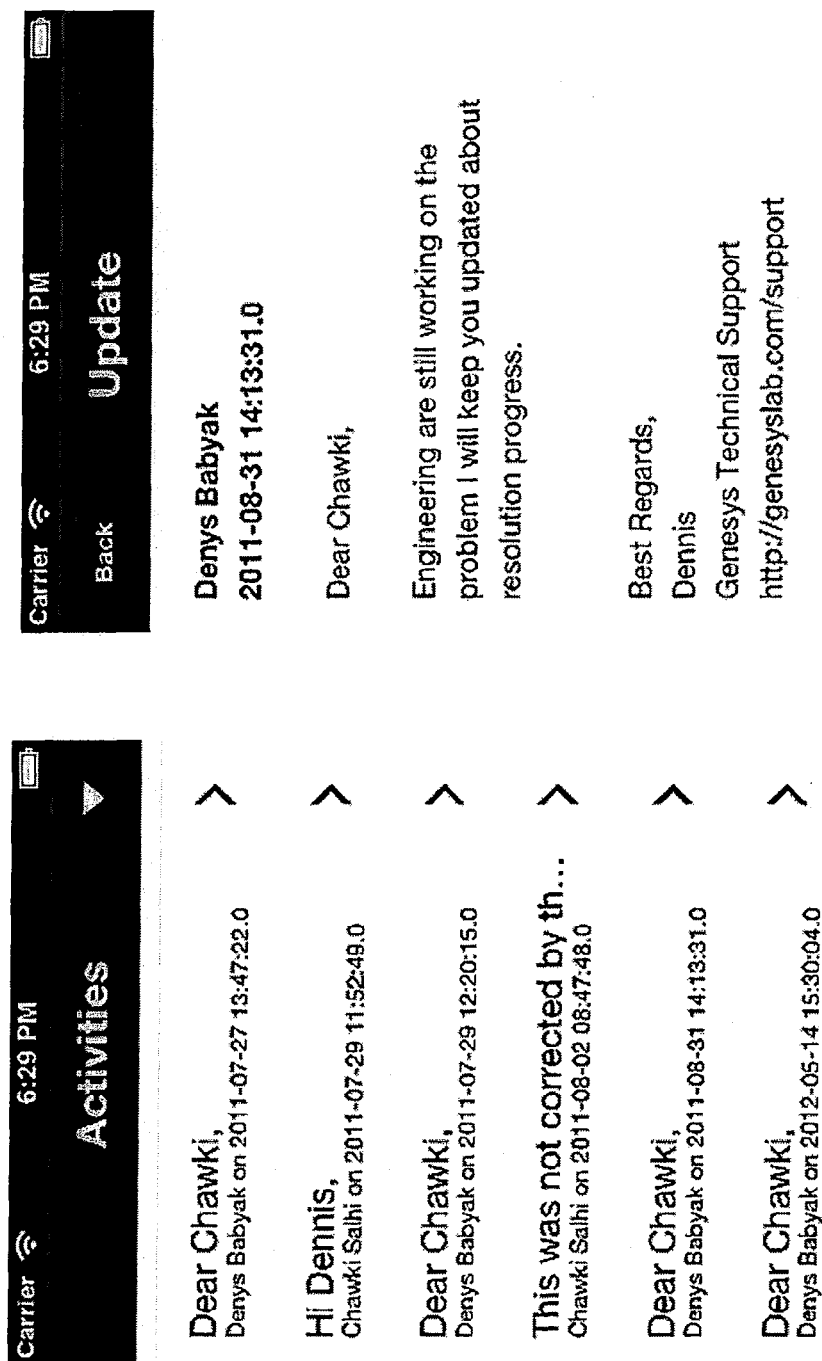 Carrier 6:29 PM
Activities
Dear Chawki,
Denys Babyak on 2011-07-27 13:47:22.0
Hi Dennis,
Chawki Salhi on 2011-07-29 11:52:49.0
Dear Chawki,
Denys Babyak on 2011-07-29 12:20:15.0
This was not corrected by th...
Chawki Salhi on 2011-08-02 08:47:48.0
Dear Chawki,
Denys Babyak on 2011-08-31 14:13:31.0
Dear Chawki,
Denys Babyak on 2012-05-14 15:30:04.0
Carrier 6:29 PM
Back Update
Denys Babyak
2011-08-31 14:13:31.0
Dear Chawki,
Engineering are still working on the
problem I will keep you updated about
resolution progress.
Best Regards,
Dennis
Genesys Technical Support
http://genesyslab.com/support